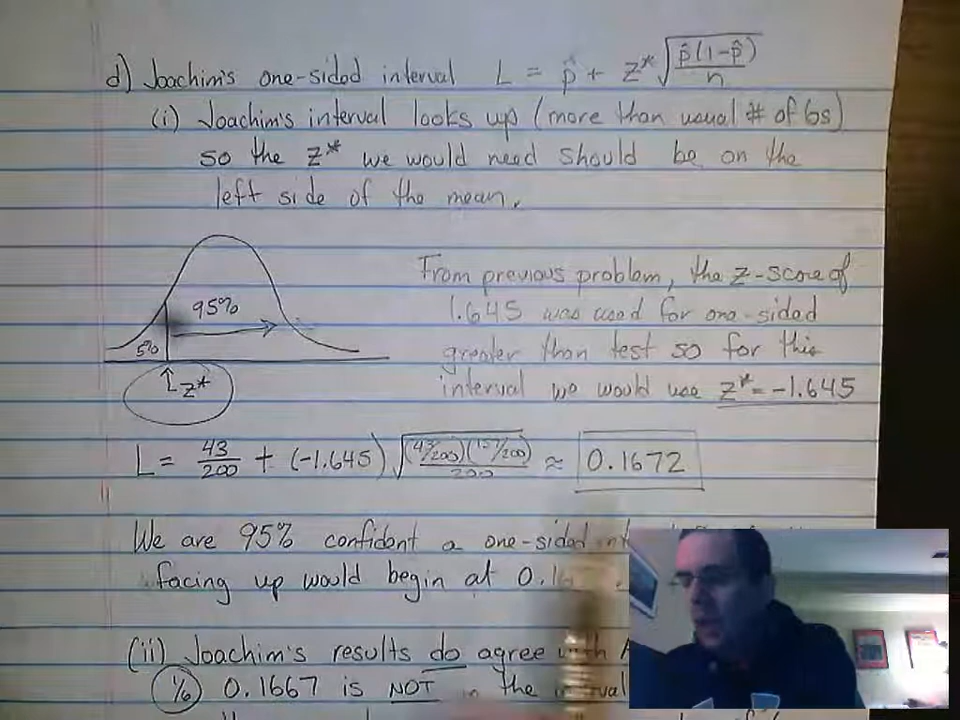 d) Joachim's one-sided interval L = p̂ + z* √(p̂(1-p̂)/n)
(i) Joachim's interval looks up (more than usual # of 6s)
so the z* we would need should be on the
left side of the mean.
95%
5%
↑ z*
From previous problem, the z-score of
1.645 was used for one-sided
greater than test so for this
interval we would use z* = -1.645
L = 43/200 + (-1.645) √((43/200)(157/200)/200) ≈ 0.1672
We are 95% confident a one-sided
facing up would begin at
(ii) Joachim's results do agree with
1/6 0.1667 is NOT in the